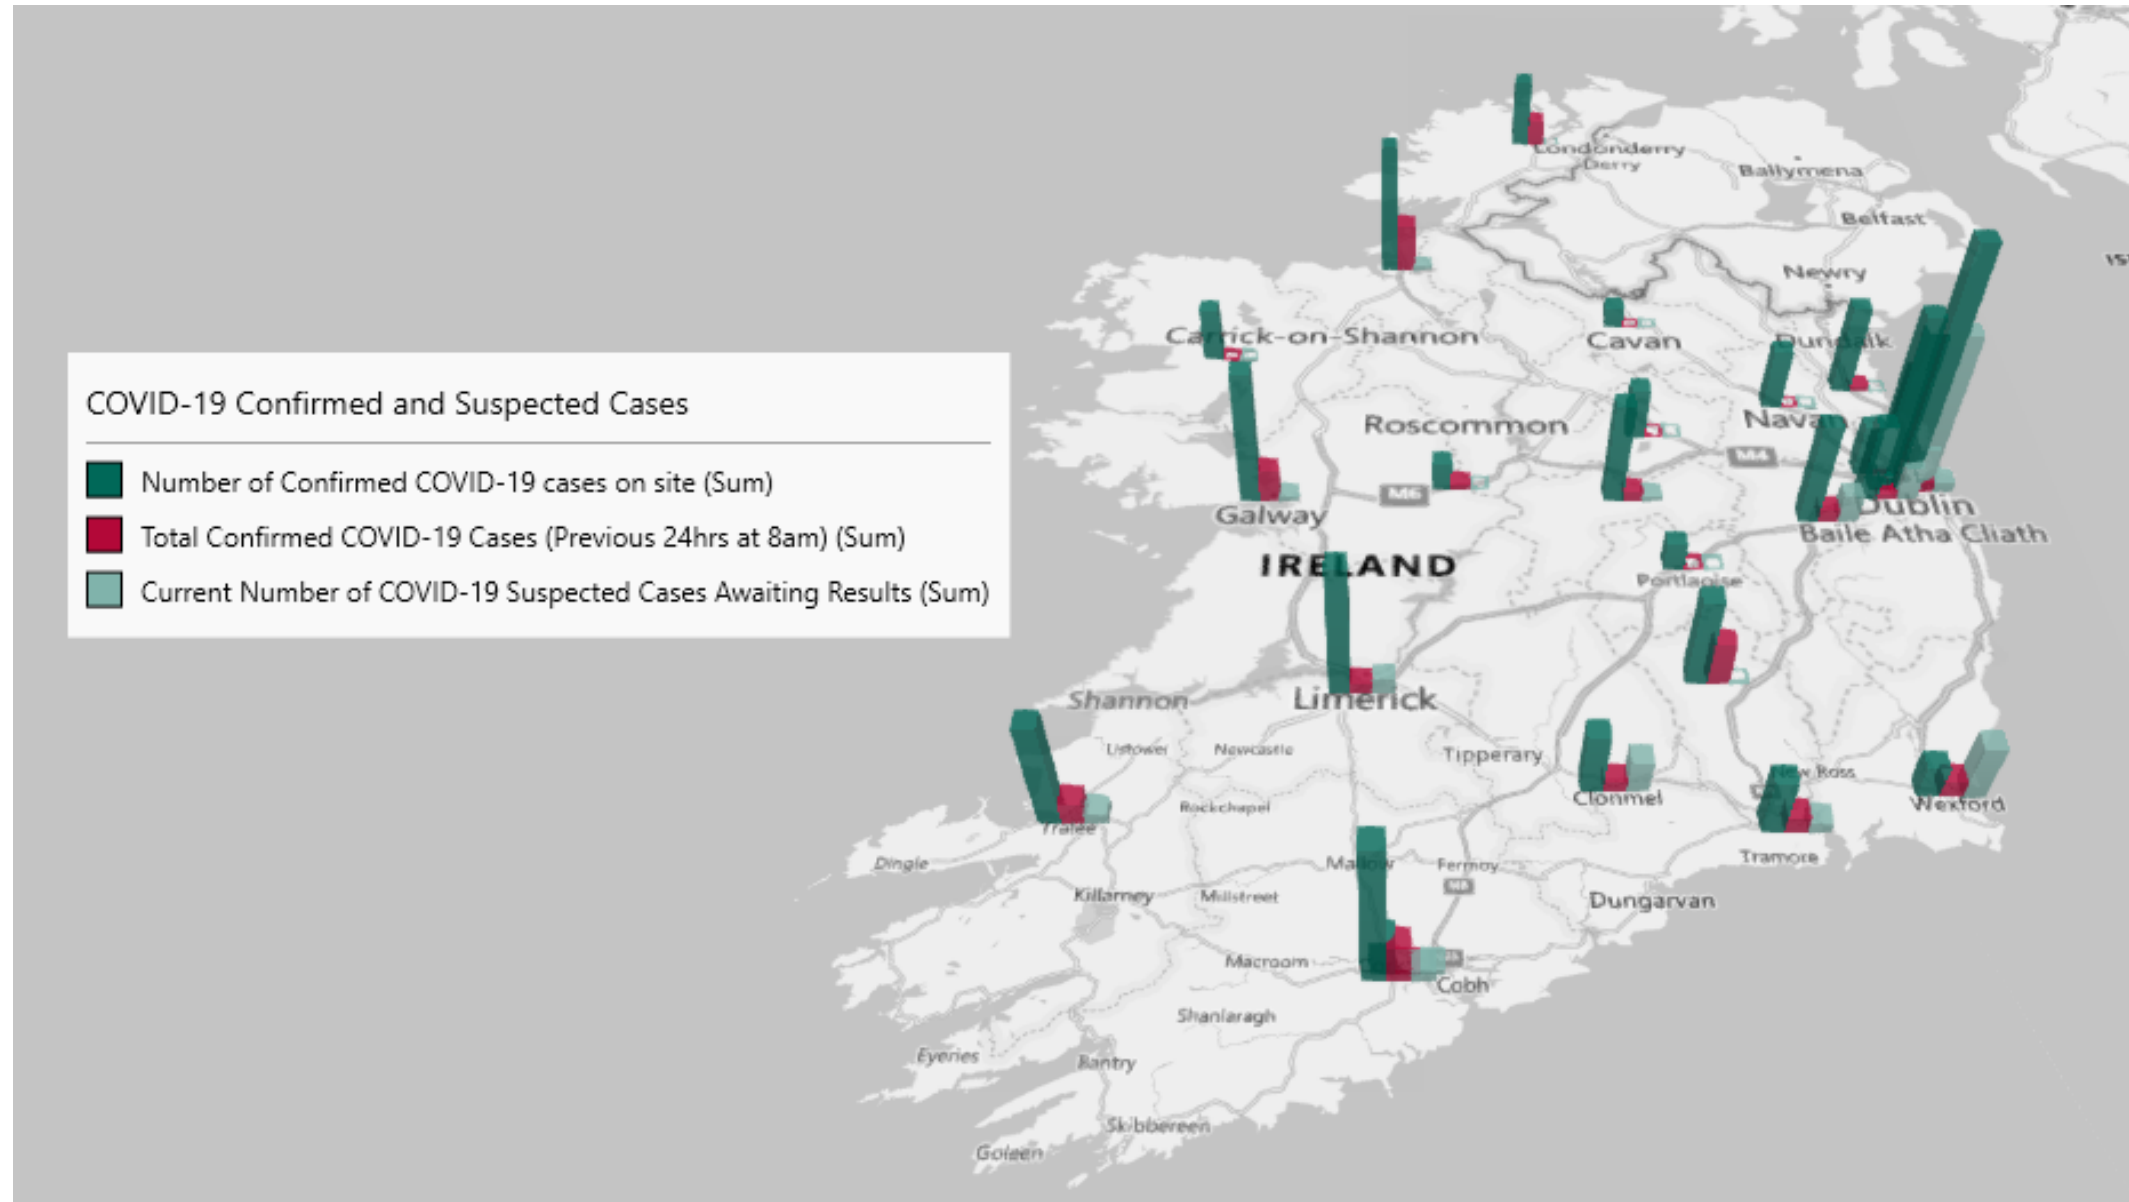 COVID-19 Confirmed and Suspected Cases
Number of Confirmed COVID-19 cases on site (Sum)
Total Confirmed COVID-19 Cases (Previous 24hrs at 8am) (Sum)
Current Number of COVID-19 Suspected Cases Awaiting Results (Sum)
Londonderry
Derry
Ballymena
Belfast
Newry
Carrick-on-Shannon
Cavan
Dundalk
Navan
Roscommon
M4
M6
Galway
Dublin
Baile Atha Cliath
IRELAND
Portlaoise
Shannon
Limerick
Listowel
Newcastle
Tipperary
New Ross
Clonmel
Wexford
Rockchapel
Tralee
Tramore
Dingle
Mallow
Fermoy
M8
Killarney
Millstreet
Dungarvan
Macroom
Cobh
Shanlaragh
Eyeries
Bantry
Skibbereen
Goleen